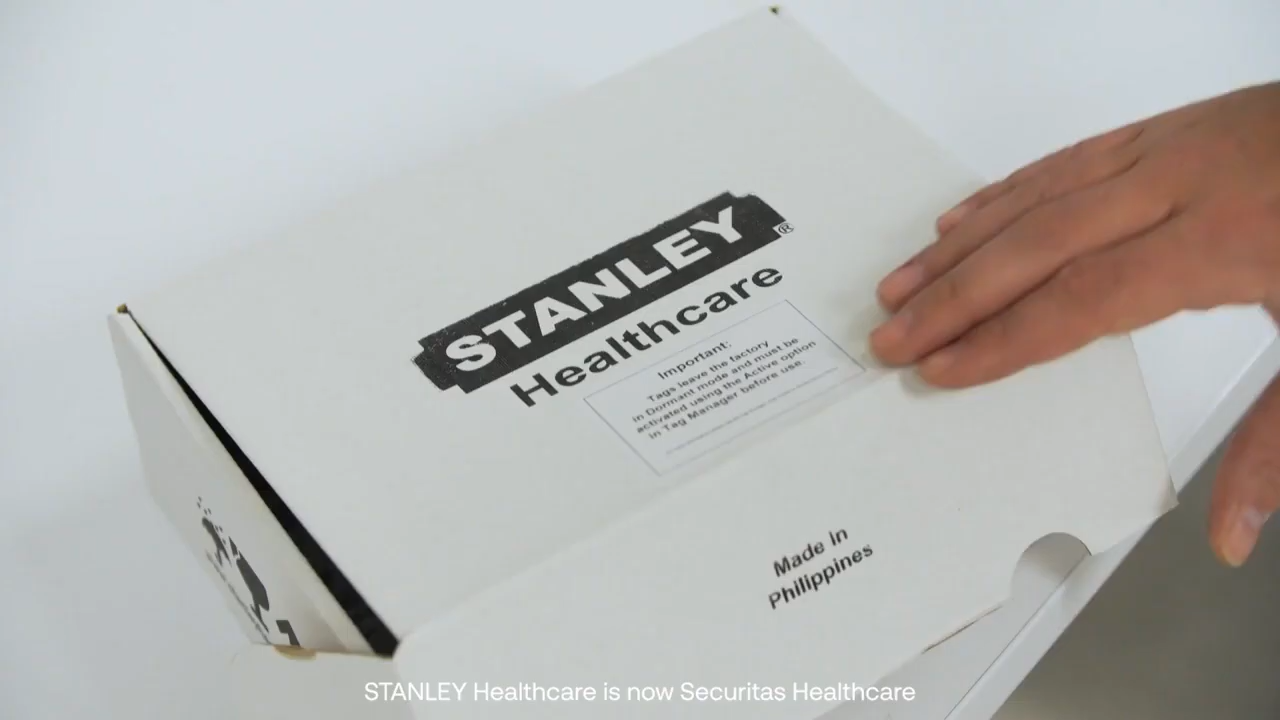 STANLEY®
Healthcare
Important:
Tags leave the factory
in Dormant mode and must be
activated using the Active option
in Tag Manager before use.
Made in
Philippines
STANLEY Healthcare is now Securitas Healthcare